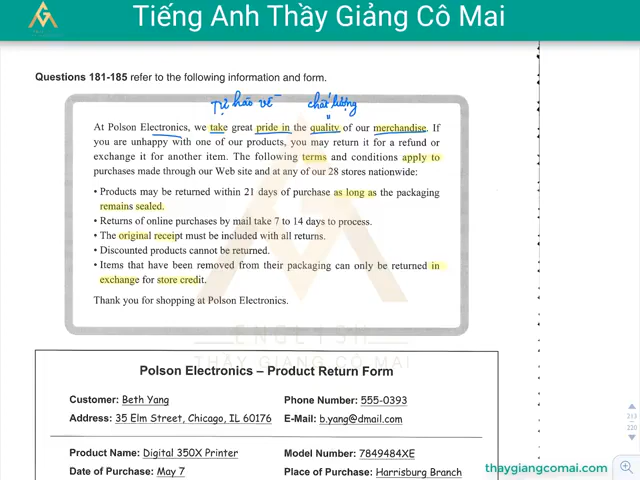 Tiếng Anh Thầy Giảng Cô Mai
Questions 181-185 refer to the following information and form.
Tự hào về chất lượng
At Polson Electronics, we take great pride in the quality of our merchandise. If
you are unhappy with one of our products, you may return it for a refund or
exchange it for another item. The following terms and conditions apply to
purchases made through our Web site and at any of our 28 stores nationwide:
• Products may be returned within 21 days of purchase as long as the packaging
remains sealed.
• Returns of online purchases by mail take 7 to 14 days to process.
• The original receipt must be included with all returns.
• Discounted products cannot be returned.
• Items that have been removed from their packaging can only be returned in
exchange for store credit.
Thank you for shopping at Polson Electronics.
ENGLISH
THẦY GIẢNG CÔ MAI
Polson Electronics – Product Return Form
Customer: Beth Yang Phone Number: 555-0393
Address: 35 Elm Street, Chicago, IL 60176 E-Mail: b.yang@dmail.com
Product Name: Digital 350X Printer Model Number: 7849484XE
Date of Purchase: May 7 Place of Purchase: Harrisburg Branch
213
220
thaygiangcomai.com